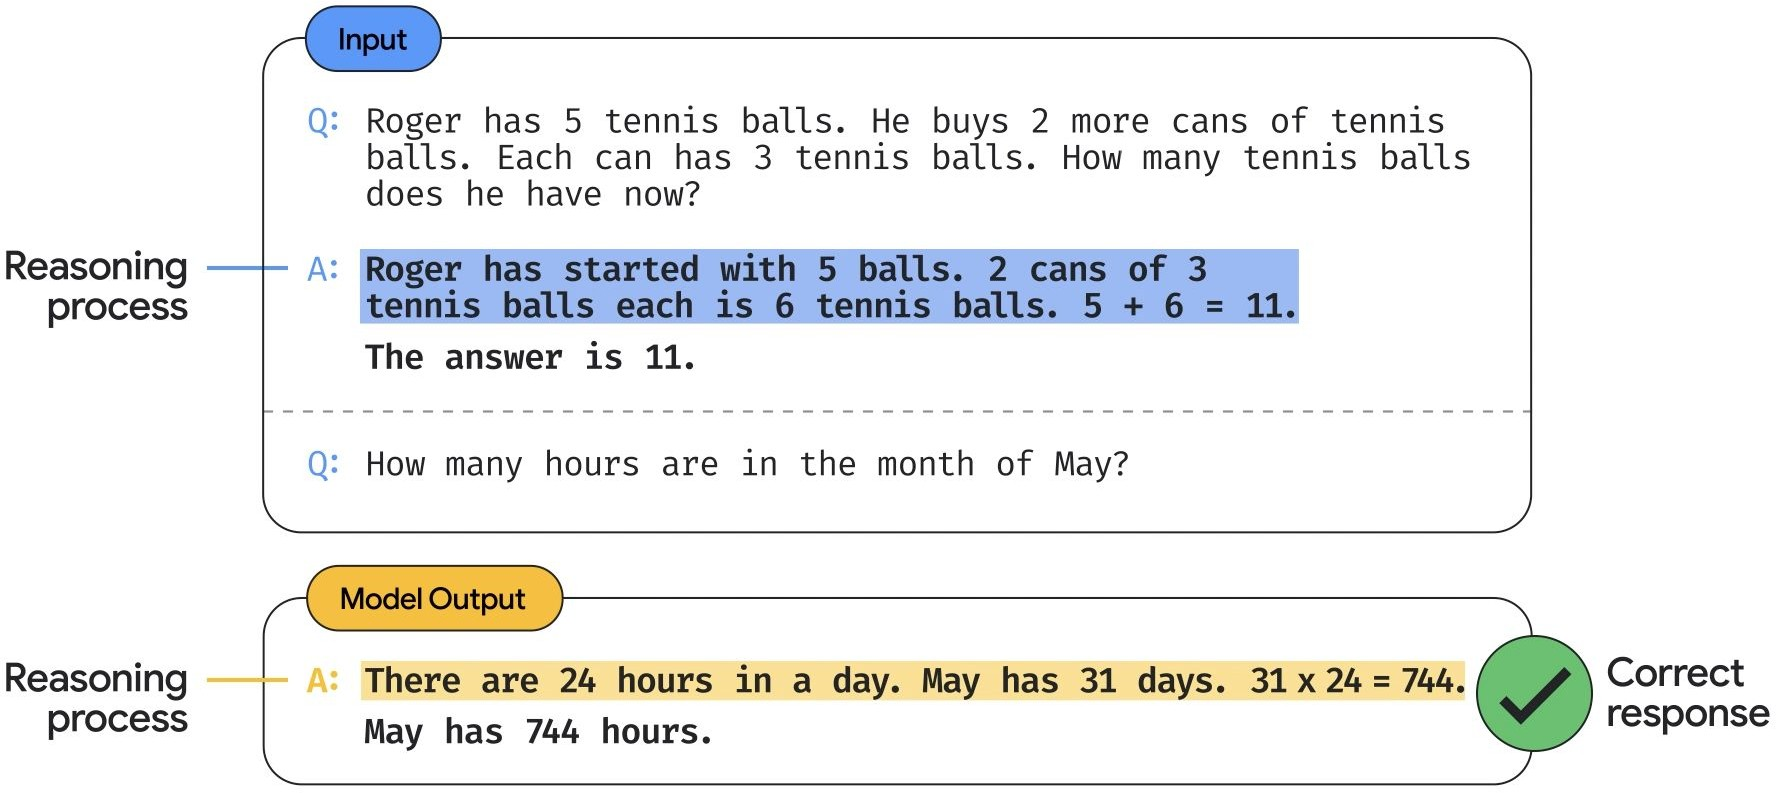 Input
Q: Roger has 5 tennis balls. He buys 2 more cans of tennis
balls. Each can has 3 tennis balls. How many tennis balls
does he have now?
Reasoning
process
A: Roger has started with 5 balls. 2 cans of 3
tennis balls each is 6 tennis balls. 5 + 6 = 11.
The answer is 11.
Q: How many hours are in the month of May?
Model Output
Reasoning
process
A: There are 24 hours in a day. May has 31 days. 31 x 24 = 744.
May has 744 hours.
Correct
response